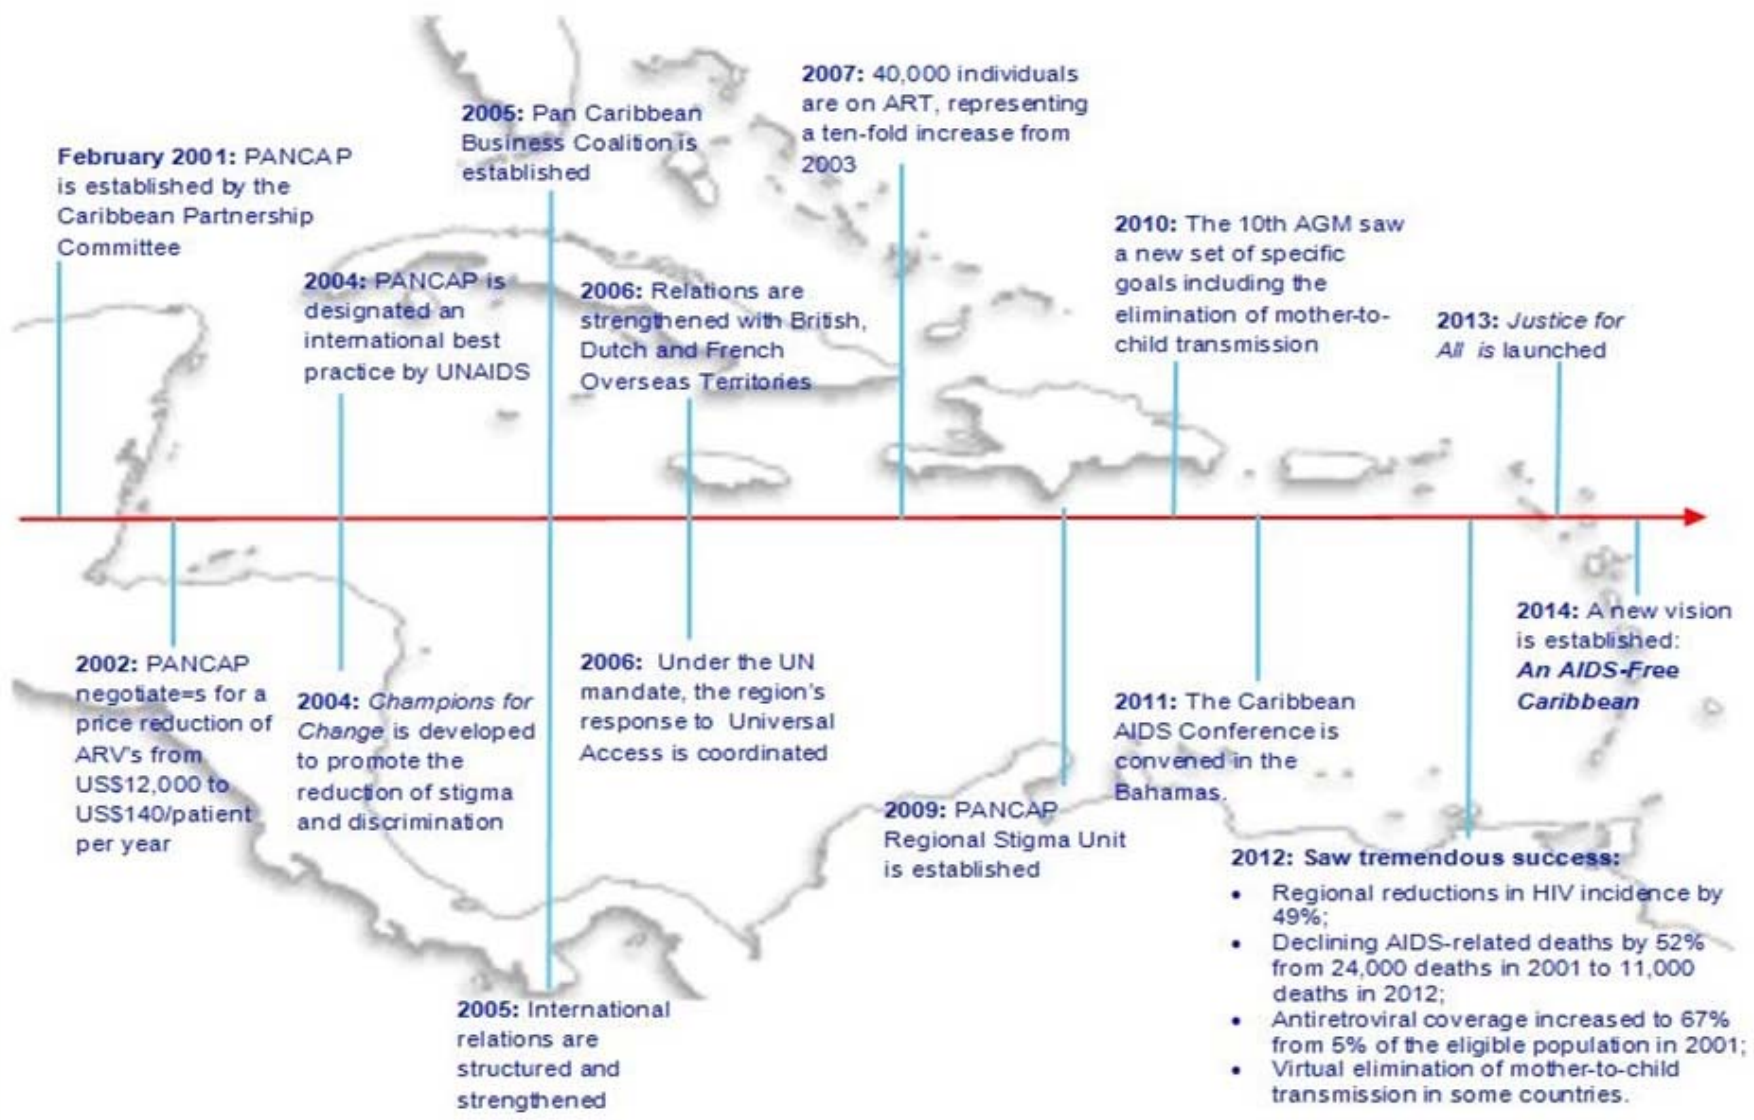 February 2001: PANCAP
is established by the
Caribbean Partnership
Committee
2002: PANCAP
negotiate=s for a
price reduction of
ARV's from
US$12,000 to
US$140/patient
per year
2004: PANCAP is
designated an
international best
practice by UNAIDS
2004: Champions for
Change is developed
to promote the
reduction of stigma
and discrimination
2005: Pan Caribbean
Business Coalition is
established
2005: International
relations are
structured and
strengthened
2006: Relations are
strengthened with British,
Dutch and French
Overseas Territories
2006: Under the UN
mandate, the region's
response to Universal
Access is coordinated
2007: 40,000 individuals
are on ART, representing
a ten-fold increase from
2003
2009: PANCAP
Regional Stigma Unit
is established
2010: The 10th AGM saw
a new set of specific
goals including the
elimination of mother-to-
child transmission
2011: The Caribbean
AIDS Conference is
convened in the
Bahamas.
2012: Saw tremendous success:
• Regional reductions in HIV incidence by
49%;
• Declining AIDS-related deaths by 52%
from 24,000 deaths in 2001 to 11,000
deaths in 2012;
• Antiretroviral coverage increased to 67%
from 5% of the eligible population in 2001;
• Virtual elimination of mother-to-child
transmission in some countries.
2013: Justice for
All is launched
2014: A new vision
is established:
An AIDS-Free
Caribbean